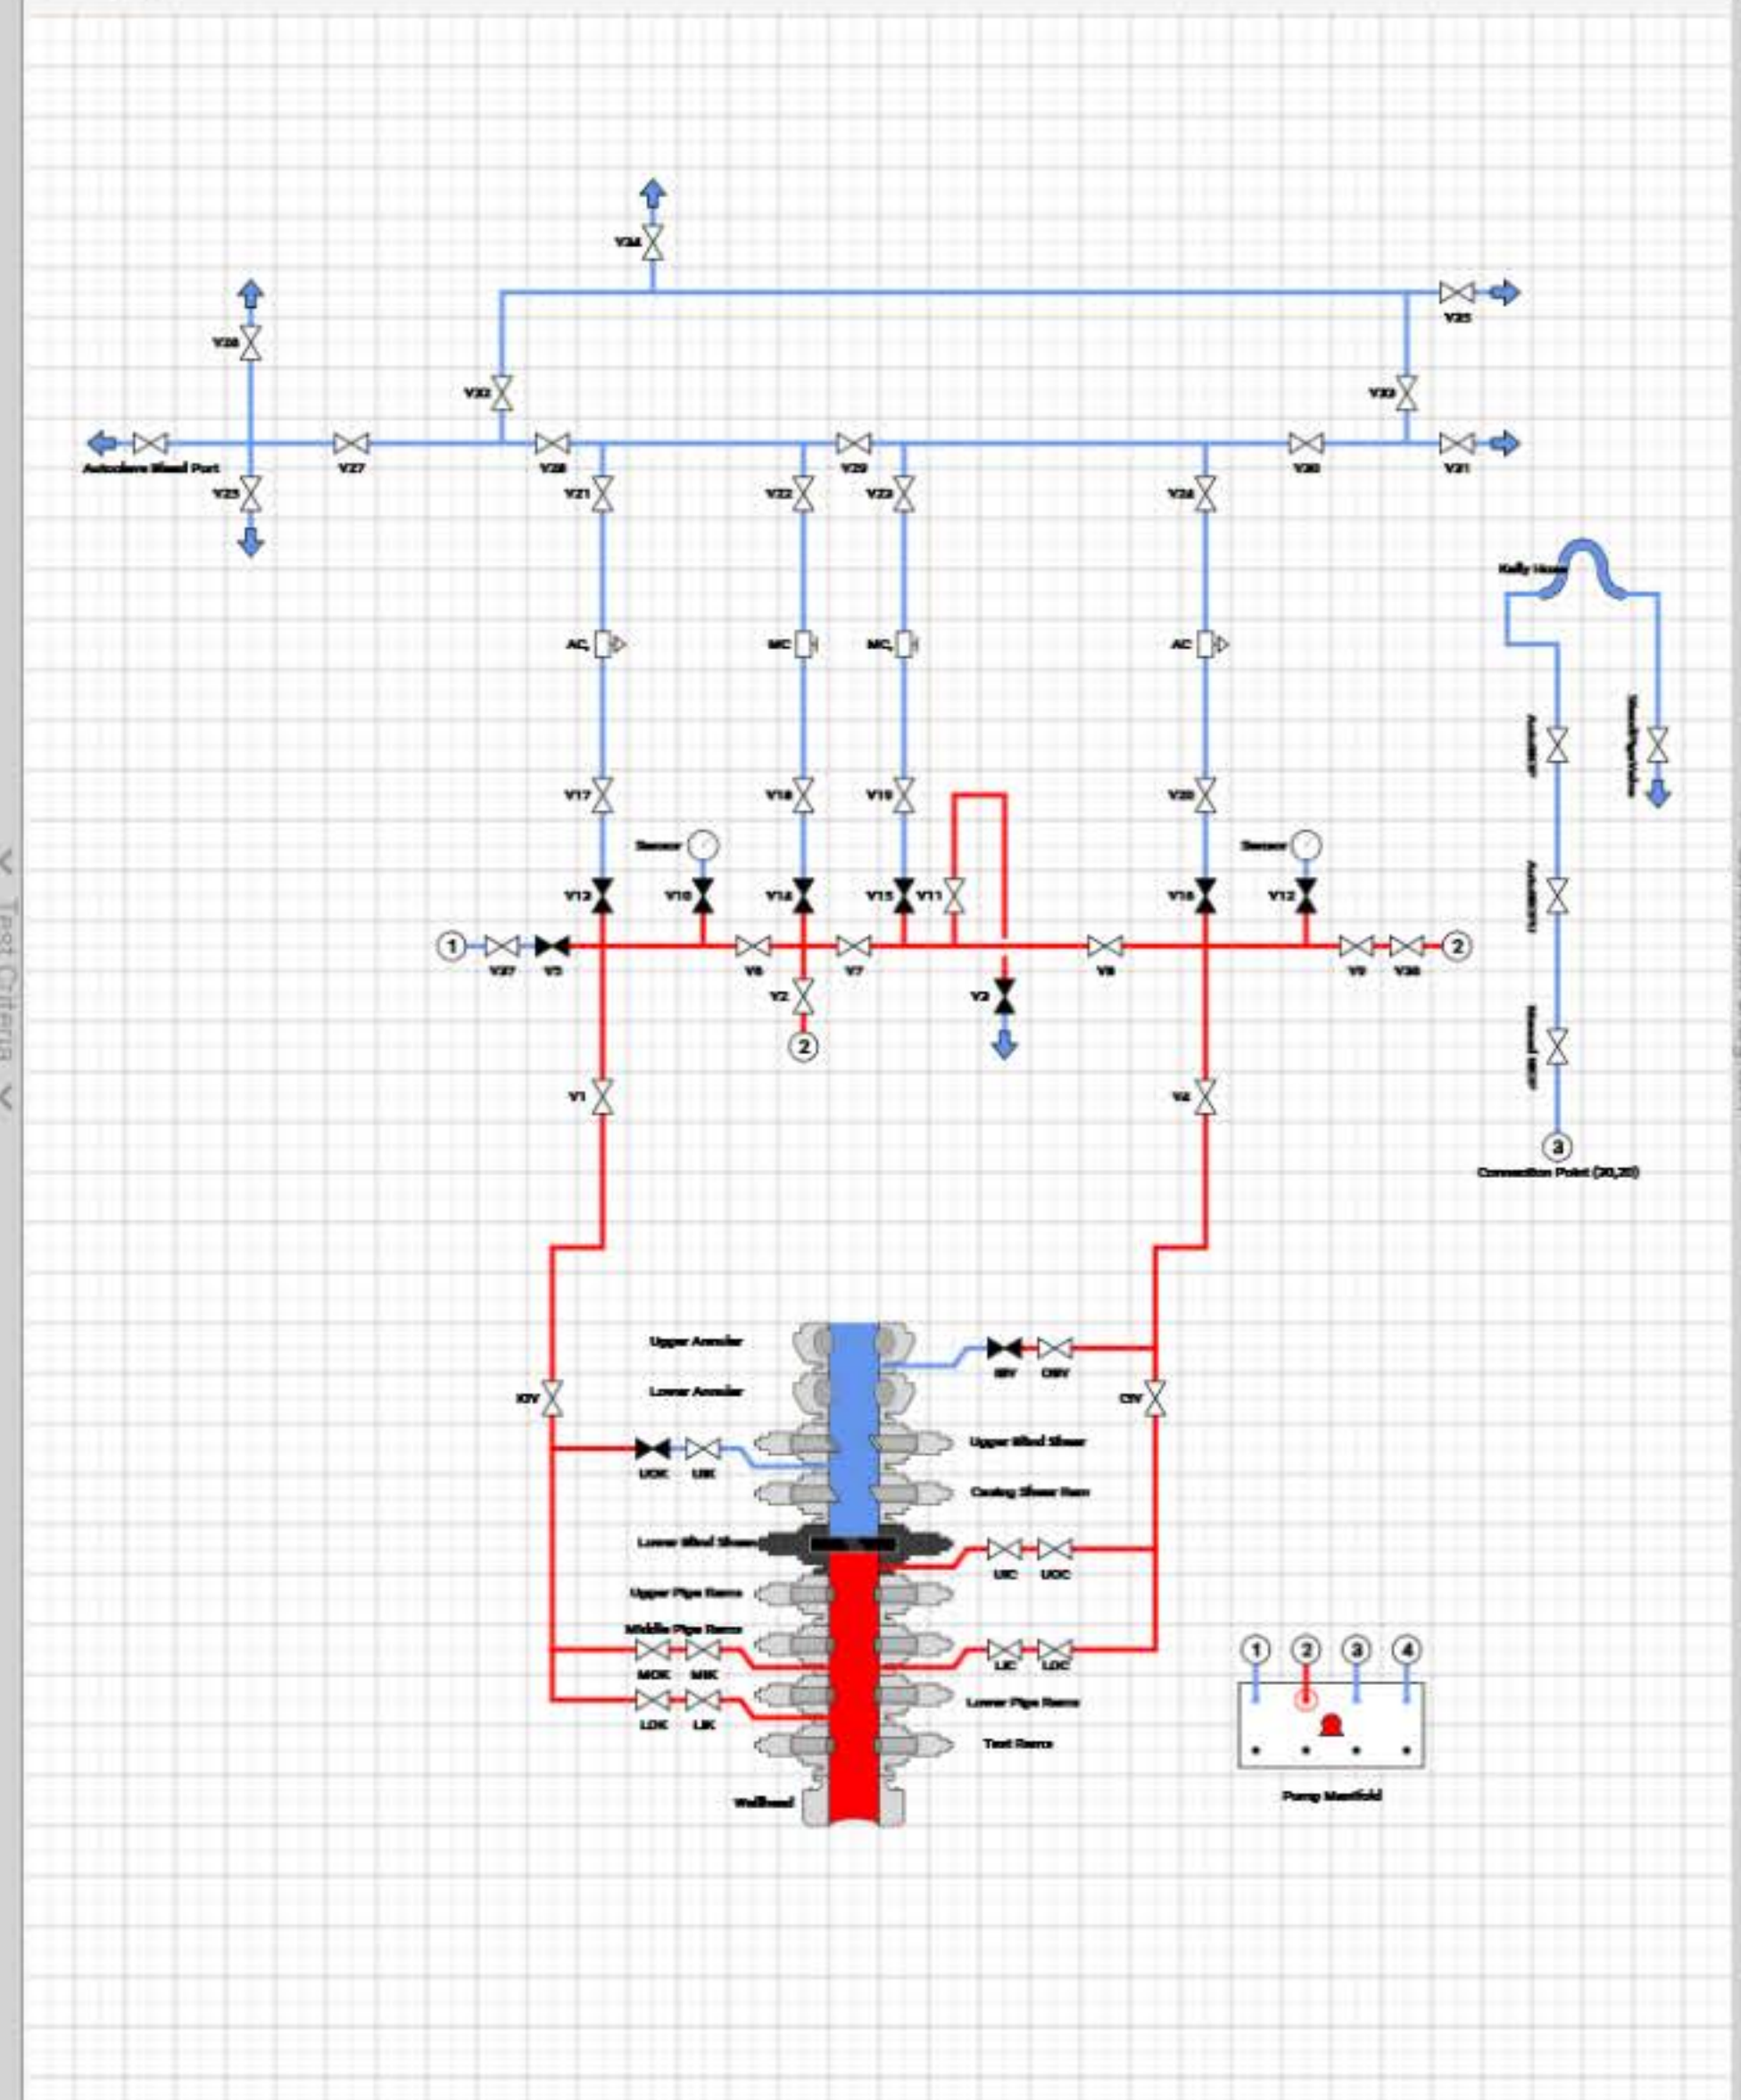 V34
V35
V26
V32
V33
Autoclave Bleed Port
V27
V28
V29
V30
V31
V25
V21
V22
V23
V24
Kelly Hose
AC,
MC
MC,
AC
V17
V18
V19
V20
Sensor
Sensor
V13
V10
V14
V15
V11
V16
V12
1
V37
V5
V6
V7
V8
V9
2
V2
V3
2
V1
V4
3
Connection Point (20,20)
Upper Annular
Lower Annular
CIV
Upper Blind Shear
UOK
UIK
Casing Shear Ram
Lower Blind Shear
UIC
UOC
Upper Pipe Rams
Middle Pipe Rams
MOK
MIK
LIC
LOC
LOK
LIK
Lower Pipe Rams
Test Rams
Wellhead
1
2
3
4
Pump Manifold
Test Criteria